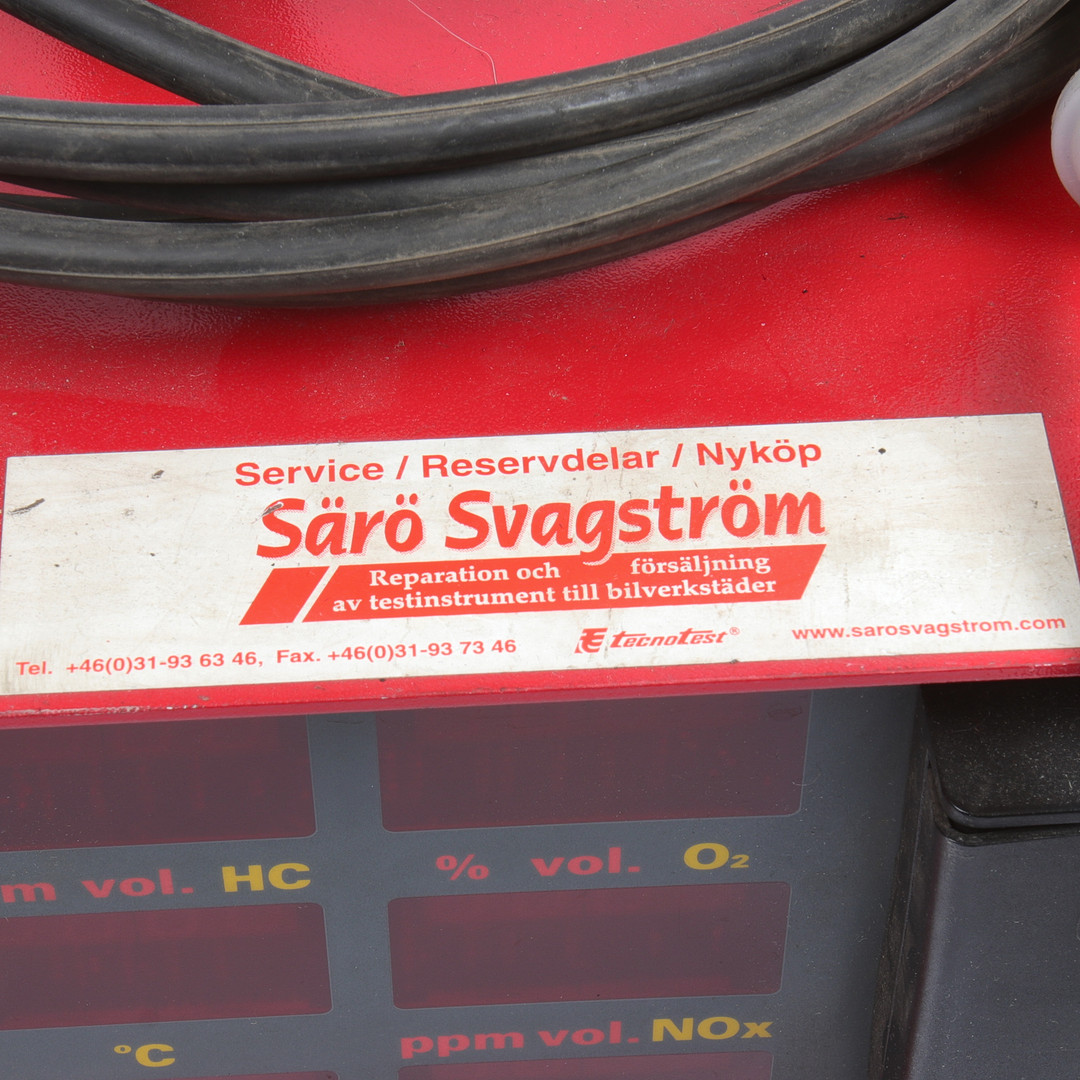 Service / Reservdelar / Nyköp
Särö Svagström
Reparation och försäljning
av testinstrument till bilverkstäder
Tel. +46(0)31-93 63 46, Fax. +46(0)31-93 73 46
tecnotest®
www.sarosvagstrom.com
m vol. HC
% vol. O2
°C
ppm vol. NOx